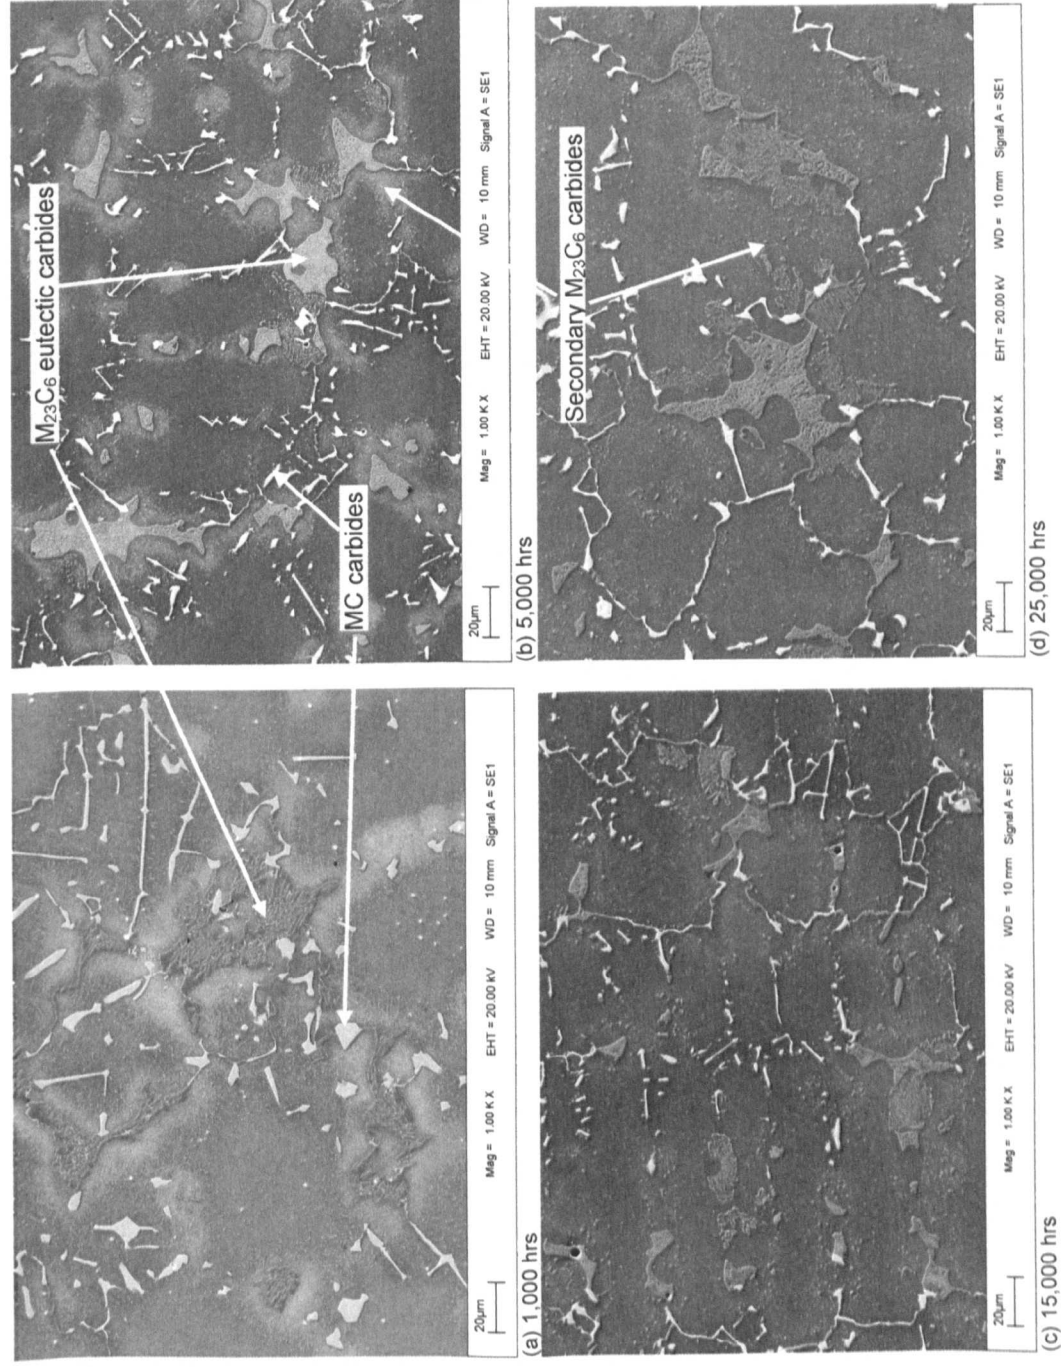 M₂₃C₆ eutectic carbides
MC carbides
20µm
Mag = 1.00 K X EHT = 20.00 kV WD = 10 mm Signal A = SE1
(a) 1,000 hrs
20µm
Mag = 1.00 K X EHT = 20.00 kV WD = 10 mm Signal A = SE1
(b) 5,000 hrs
Secondary M₂₃C₆ carbides
20µm
Mag = 1.00 K X EHT = 20.00 kV WD = 10 mm Signal A = SE1
(c) 15,000 hrs
20µm
Mag = 1.00 K X EHT = 20.00 kV WD = 10 mm Signal A = SE1
(d) 25,000 hrs